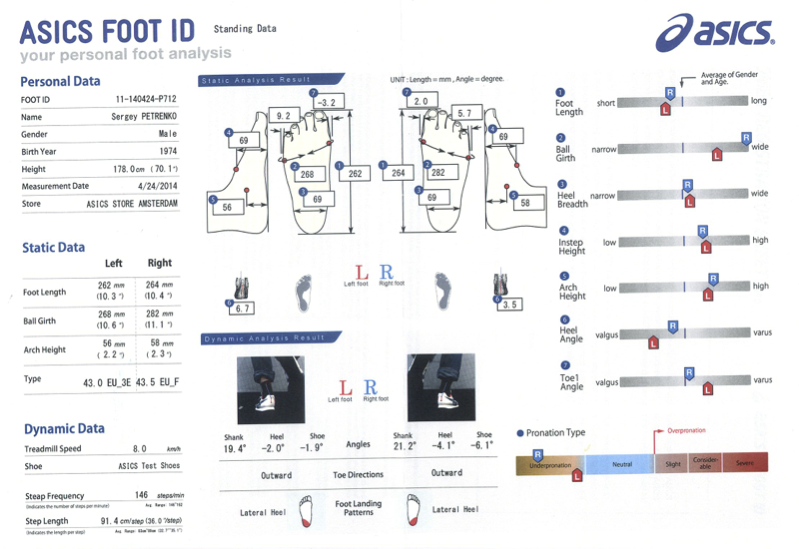 ASICS FOOT ID
Standing Data
your personal foot analysis
asics.
Personal Data
FOOT ID 11-140424-P712
Name Sergey PETRENKO
Gender Male
Birth Year 1974
Height 178.0cm (70.1")
Measurement Date 4/24/2014
Store ASICS STORE AMSTERDAM
Static Data
Left Right
Foot Length 262 mm 264 mm
(10.3 ") (10.4 ")
Ball Girth 268 mm 282 mm
(10.6 ") (11.1 ")
Arch Height 56 mm 58 mm
( 2.2 ") ( 2.3 ")
Type 43.0 EU_3E 43.5 EU_F
Dynamic Data
Treadmill Speed 8.0 km/h
Shoe ASICS Test Shoes
Steap Frequency 146 steps/min
(Indicates the number of steps per minute)
Step Length 91.4 cm/step (36.0 "/step)
(Indicates the length per step)
Static Analysis Result
UNIT : Length = mm , Angle = degree.
7 -3.2
9.2
4 69
2 268
1 262
3 69
5 56
7 2.0
5.7
4 69
1 264
2 282
3 69
5 58
6 6.7
L R
Left foot Right foot
6 3.5
Dynamic Analysis Result
L R
Left foot Right foot
Shank Heel Shoe Angles Shank Heel Shoe
19.4° -2.0° -1.9° 21.2° -4.1° -6.1°
Outward Toe Directions Outward
Lateral Heel Foot Landing Patterns Lateral Heel
Average of Gender
and Age.
1 Foot Length short R L long
2 Ball Girth narrow R L wide
3 Heel Breadth narrow R L wide
4 Instep Height low R L high
5 Arch Height low R L high
6 Heel Angle valgus R L varus
7 Toe1 Angle valgus R L varus
Pronation Type
Overpronation
R L
Underpronation Neutral Slight Consider-able Severe